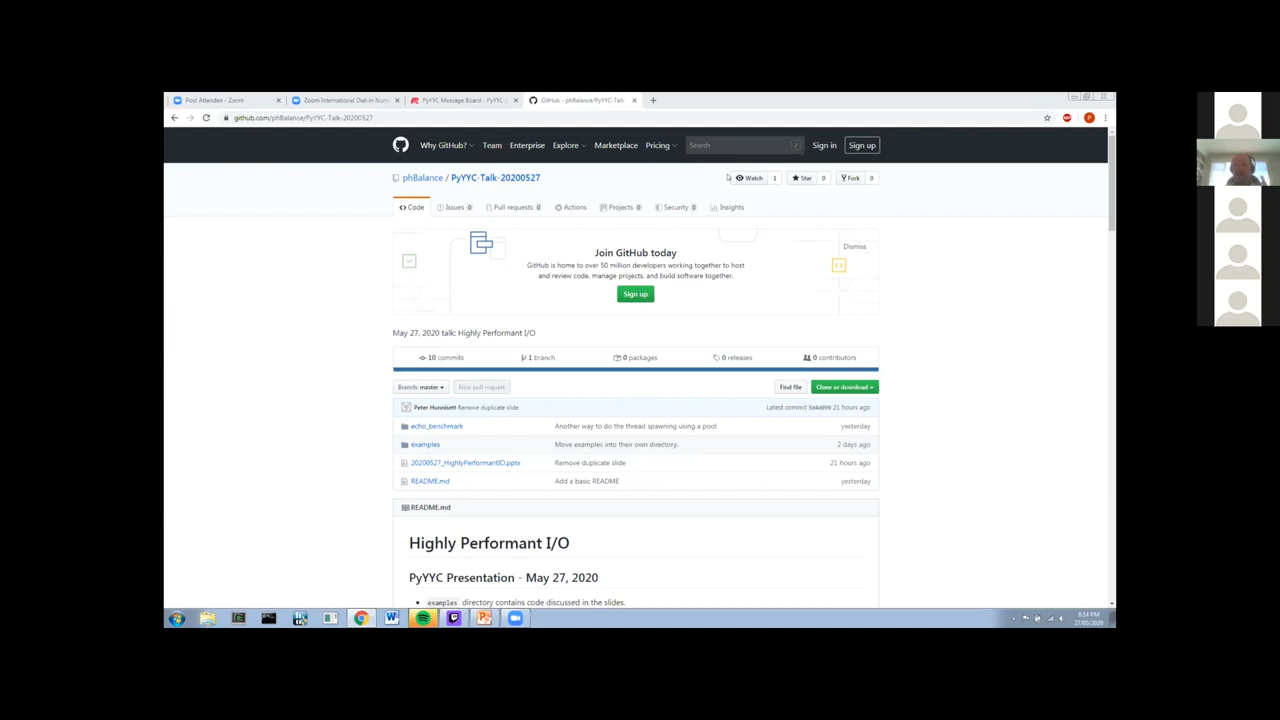 Post Attendee - Zoom
Zoom International Dial-in Num
PyYYC Message Board - PyYYC
GitHub - phBalance/PyYYC-Talk-
github.com/phBalance/PyYYC-Talk-20200527
Why GitHub?
Team
Enterprise
Explore
Marketplace
Pricing
Search
/
Sign in
Sign up
phBalance / PyYYC-Talk-20200527
Watch 1
Star 0
Fork 0
Code
Issues 0
Pull requests 0
Actions
Projects 0
Security 0
Insights
Join GitHub today
Dismiss
GitHub is home to over 50 million developers working together to host
and review code, manage projects, and build software together.
Sign up
May 27, 2020 talk: Highly Performant I/O
10 commits
1 branch
0 packages
0 releases
0 contributors
Branch: master
New pull request
Find file
Clone or download
Peter Hunnisett Remove duplicate slide
Latest commit 21 hours ago
echo_benchmark Another way to do the thread spawning using a pool yesterday
examples Move examples into their own directory. 2 days ago
20200527_HighlyPerformantIO.pptx Remove duplicate slide 21 hours ago
README.md Add a basic README yesterday
README.md
Highly Performant I/O
PyYYC Presentation - May 27, 2020
• examples directory contains code discussed in the slides.
8:14 PM
27/05/2020